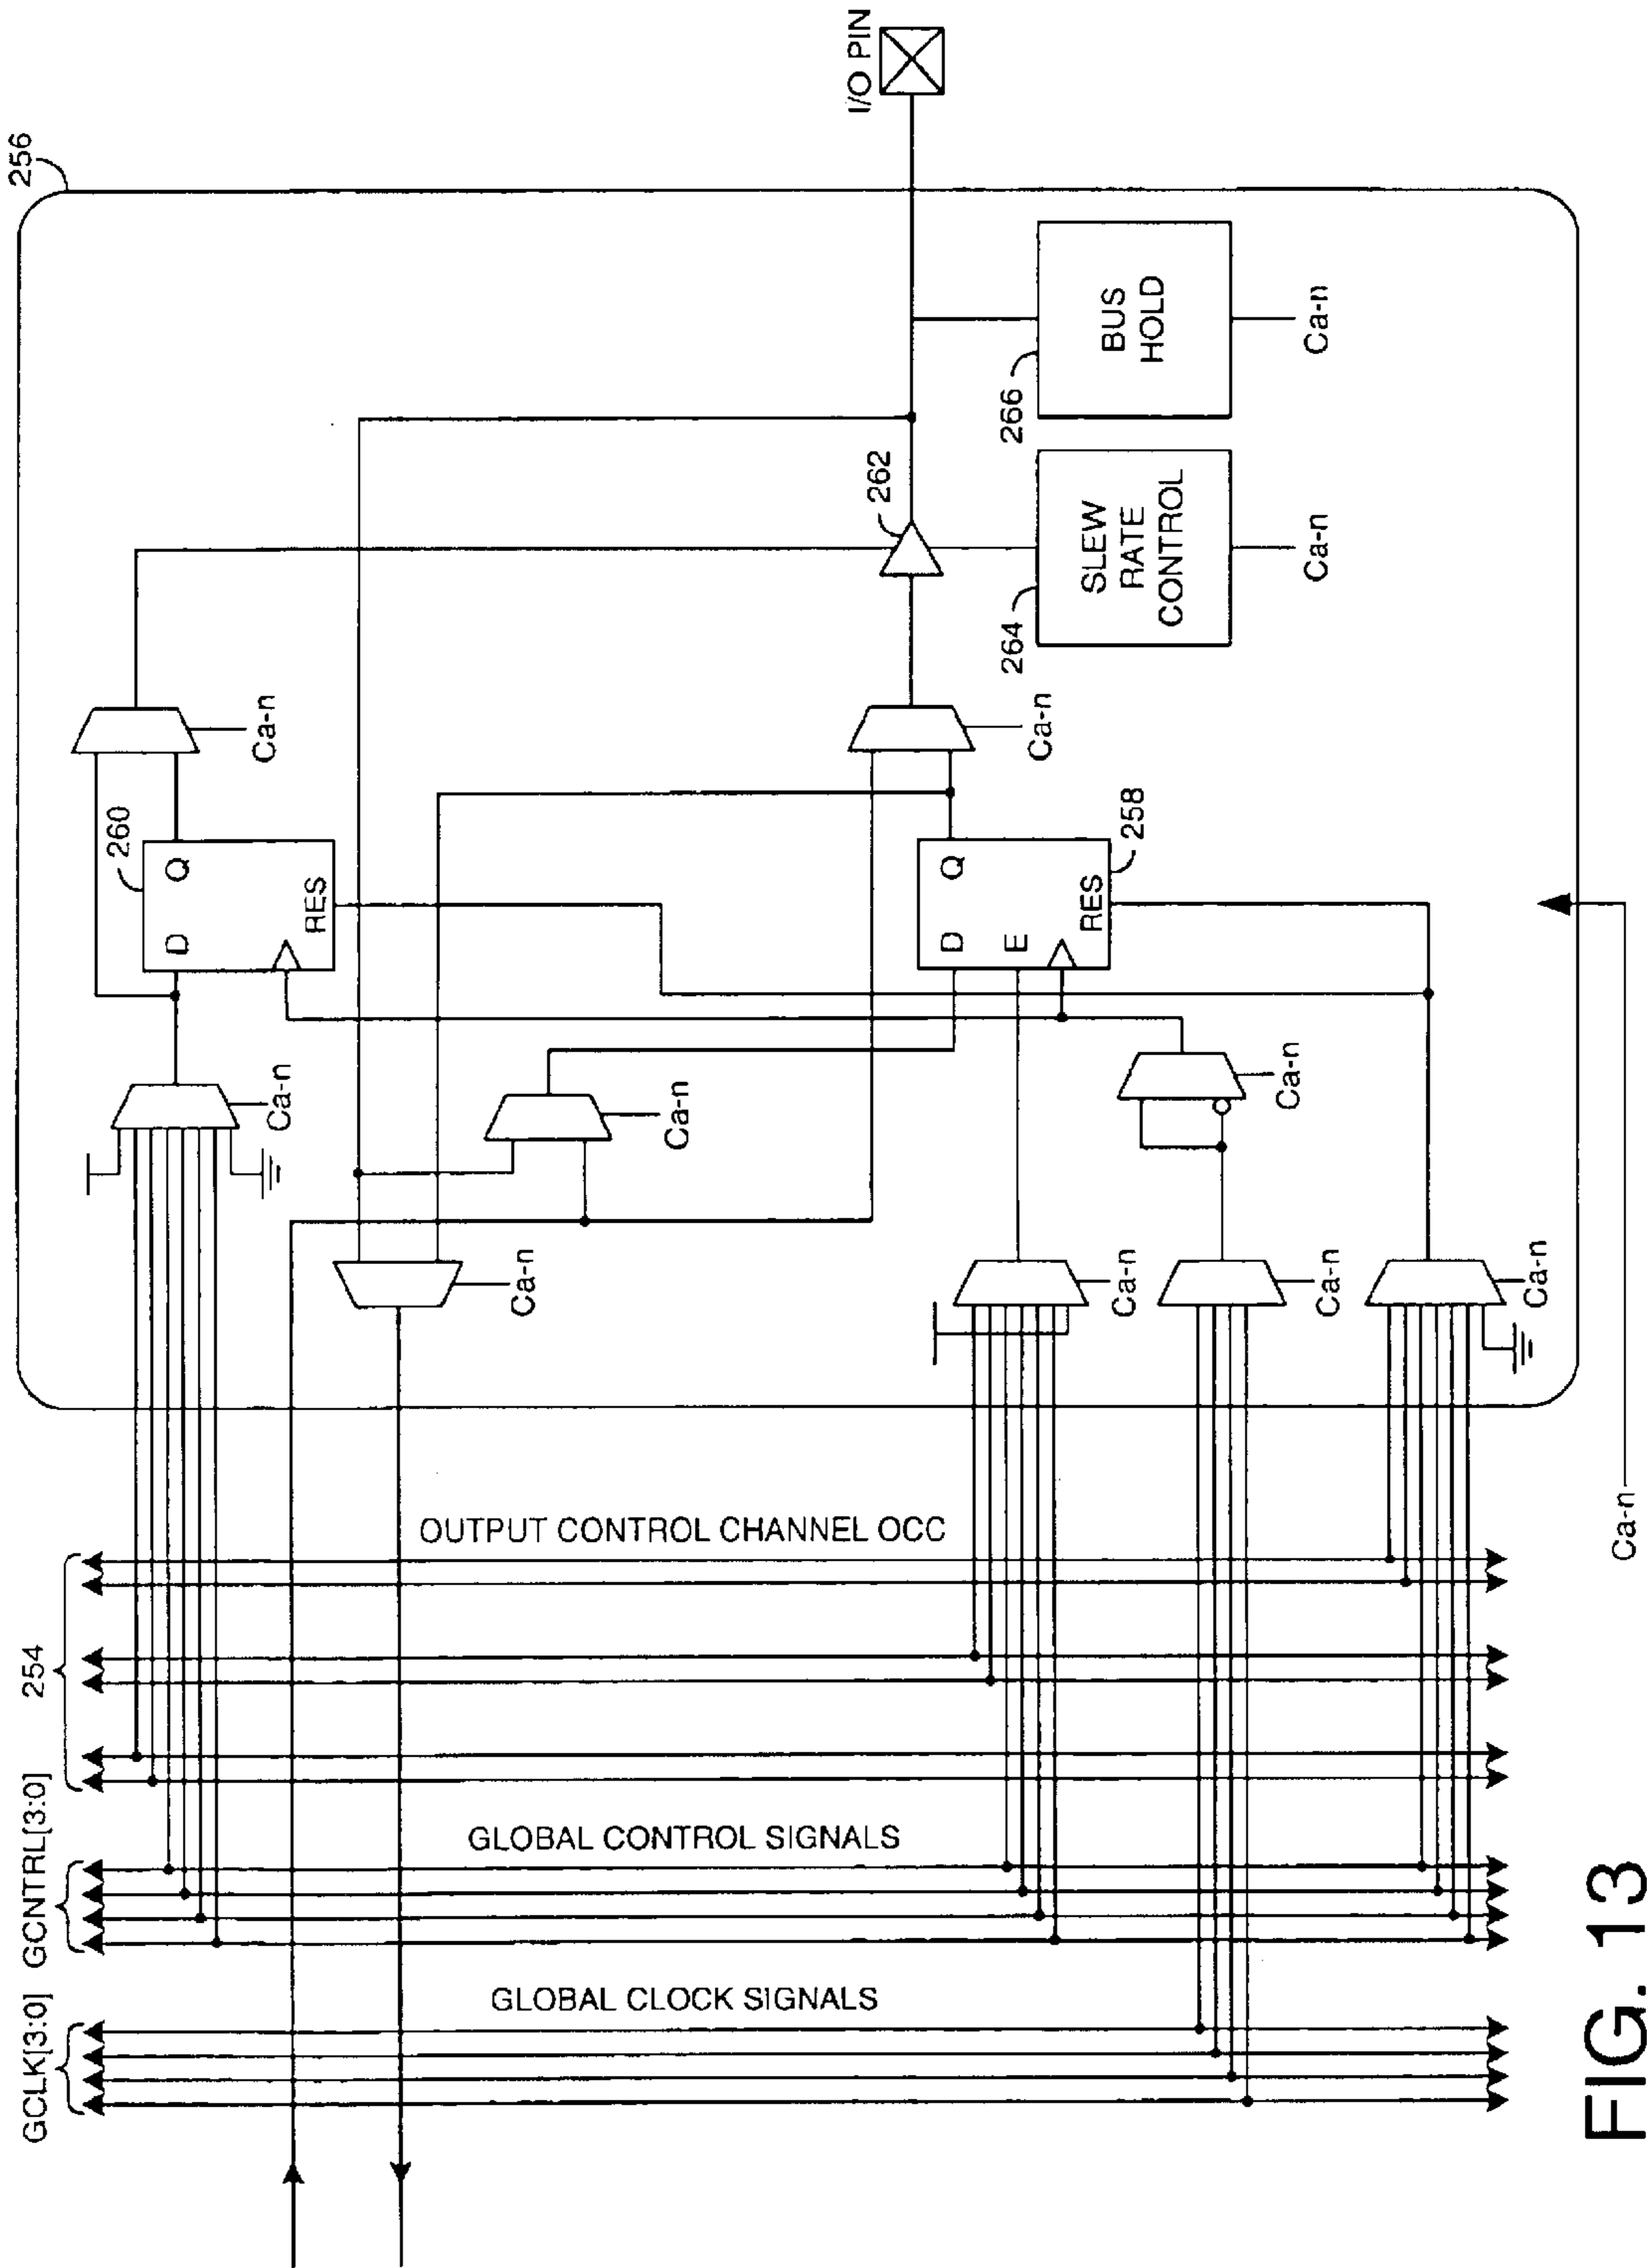 256
I/O PIN
260
D
Q
RES
Ca-n
Ca-n
262
264
SLEW
RATE
CONTROL
Ca-n
266
BUS
HOLD
Ca-n
Ca-n
Ca-n
Ca-n
D
Q
E
RES
258
Ca-n
Ca-n
Ca-n
Ca-n
Ca-n
254
OUTPUT CONTROL CHANNEL OCC
GCNTRL[3:0]
GLOBAL CONTROL SIGNALS
GCLK[3:0]
GLOBAL CLOCK SIGNALS
FIG. 13